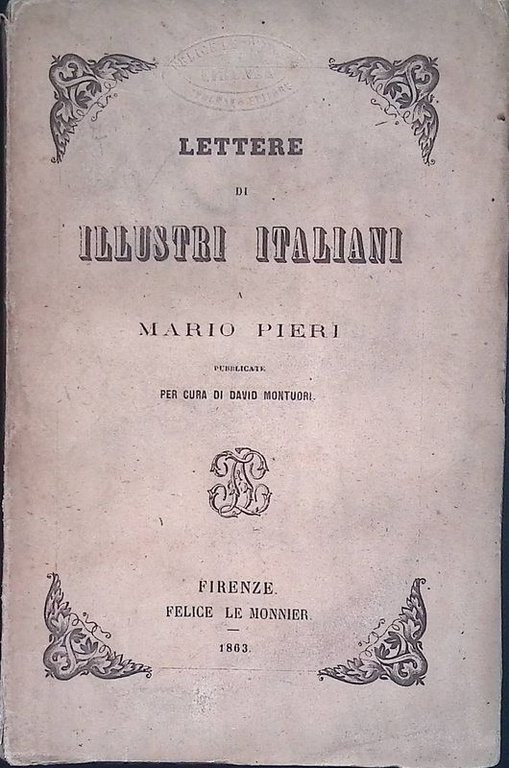 LETTERE
DI
ILLUSTRI ITALIANI
A
MARIO PIERI
PUBBLICATE
PER CURA DI DAVID MONTUORI.
FIRENZE.
FELICE LE MONNIER.
1863.